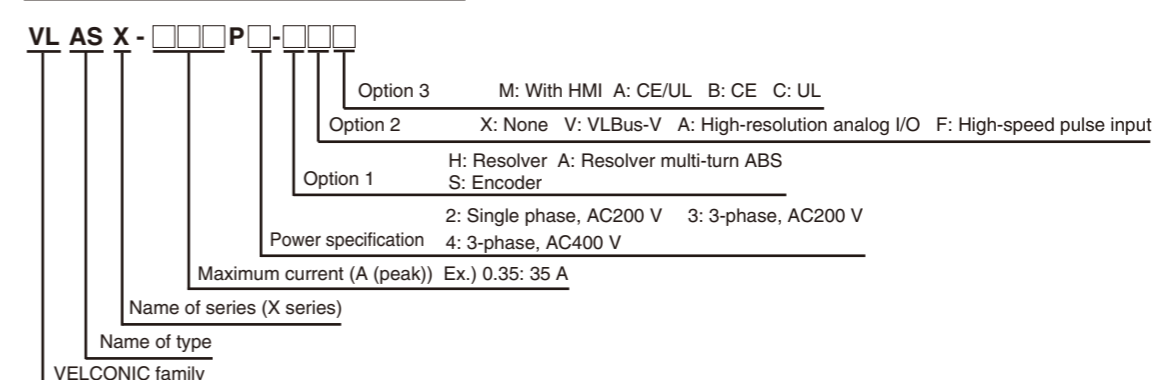 VL AS X - □□□P□-□□□
Option 3 M: With HMI A: CE/UL B: CE C: UL
Option 2 X: None V: VLBus-V A: High-resolution analog I/O F: High-speed pulse input
Option 1 H: Resolver A: Resolver multi-turn ABS
S: Encoder
Power specification 2: Single phase, AC200 V 3: 3-phase, AC200 V
4: 3-phase, AC400 V
Maximum current (A (peak)) Ex.) 0.35: 35 A
Name of series (X series)
Name of type
VELCONIC family